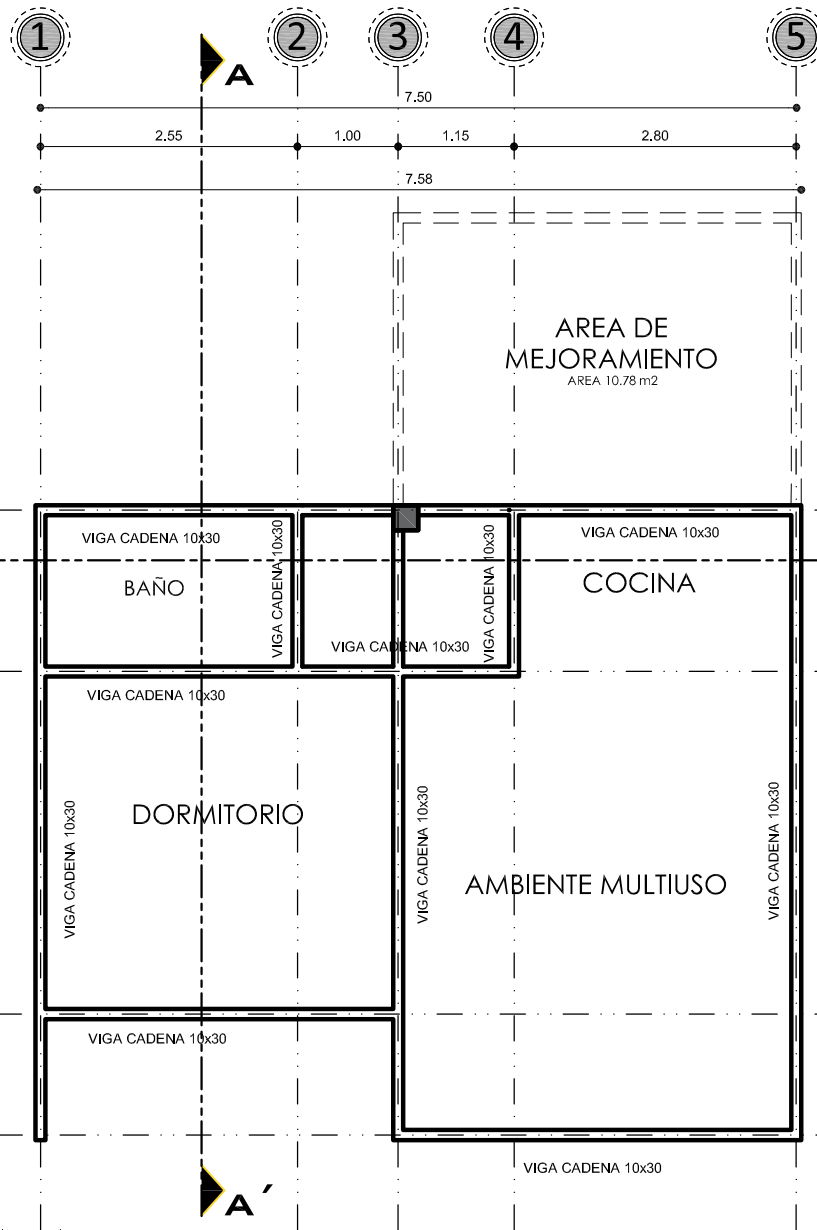 1
2
3
4
5
A
7.50
2.55
1.00
1.15
2.80
7.58
AREA DE
MEJORAMIENTO
AREA 10.78 m2
VIGA CADENA 10x30
VIGA CADENA 10x30
VIGA CADENA 10x30
VIGA CADENA 10x30
BAÑO
COCINA
VIGA CADENA 10x30
VIGA CADENA 10x30
DORMITORIO
VIGA CADENA 10x30
VIGA CADENA 10x30
VIGA CADENA 10x30
AMBIENTE MULTIUSO
VIGA CADENA 10x30
VIGA CADENA 10x30
A´